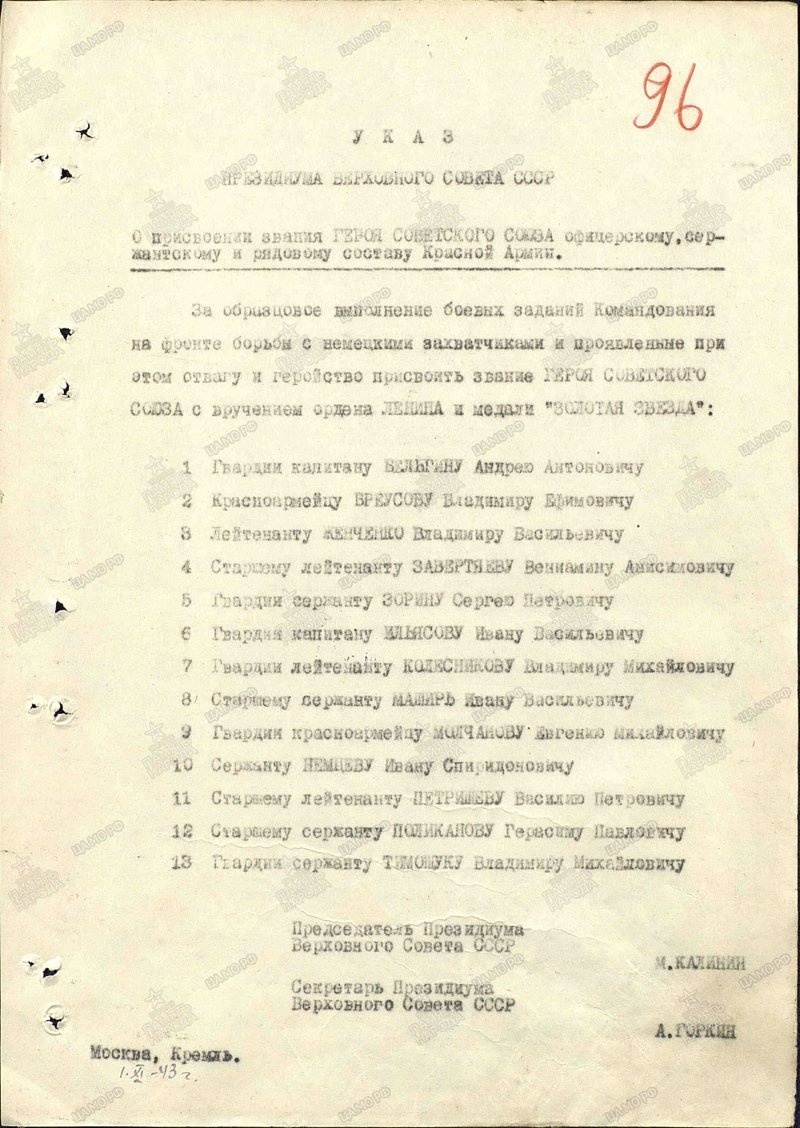 96
У К А З
ПРЕЗИДИУМА ВЕРХОВНОГО СОВЕТА СССР
О присвоении звания ГЕРОЯ СОВЕТСКОГО СОЮЗА офицерскому, сер-
жантскому и рядовому составу Красной Армии.
За образцовое выполнение боевых заданий Командования
на фронте борьбы с немецкими захватчиками и проявленные при
этом отвагу и геройство присвоить звание ГЕРОЯ СОВЕТСКОГО
СОЮЗА с вручением ордена ЛЕНИНА и медали "ЗОЛОТАЯ ЗВЕЗДА":
1 Гвардии капитану БЕЛЬГИНУ Андрею Антоновичу
2 Красноармейцу БРЕУСОВУ Владимиру Ефимовичу
3 Лейтенанту ЖЕНЧЕНКО Владимиру Васильевичу
4 Старшему лейтенанту ЗАВЕРТЯЕВУ Вениамину Анисимовичу
5 Гвардии сержанту ЗОРИНУ Сергею Петровичу
6 Гвардии капитану ИЛЬЯСОВУ Ивану Васильевичу
7 Гвардии лейтенанту КОЛЕСНИКОВУ Владимиру Михайловичу
8 Старшему сержанту МАШИРЬ Ивану Васильевичу
9 Гвардии красноармейцу МОЛЧАНОВУ Евгению Михайловичу
10 Сержанту НЕМЦЕВУ Ивану Спиридоновичу
11 Старшему лейтенанту ПЕТРИЩЕВУ Василию Петровичу
12 Старшему сержанту ПОЛИКАНОВУ Герасиму Павловичу
13 Гвардии сержанту ТИМОЩУКУ Владимиру Михайловичу
Председатель Президиума
Верховного Совета СССР
М.КАЛИНИН
Секретарь Президиума
Верховного Совета СССР
А.ГОРКИН
Москва, Кремль.
1.XI-43 г.
ЦАМО РФ